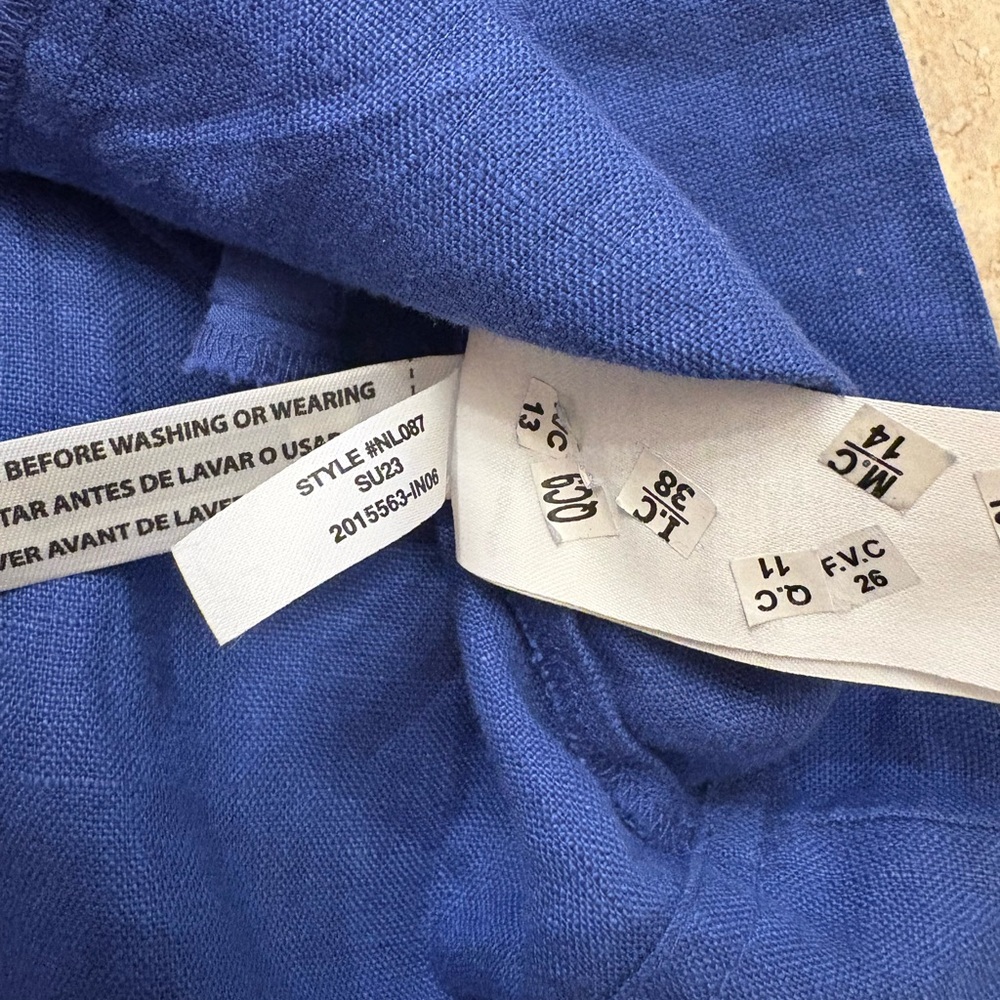 BEFORE WASHING OR WEARING
TAR ANTES DE LAVAR O USAR
VER AVANT DE LAVE
STYLE #NL087
SU23
2015563-IN06
13
I.C
38
M.C
14
Q.C
11
F.V.C
26